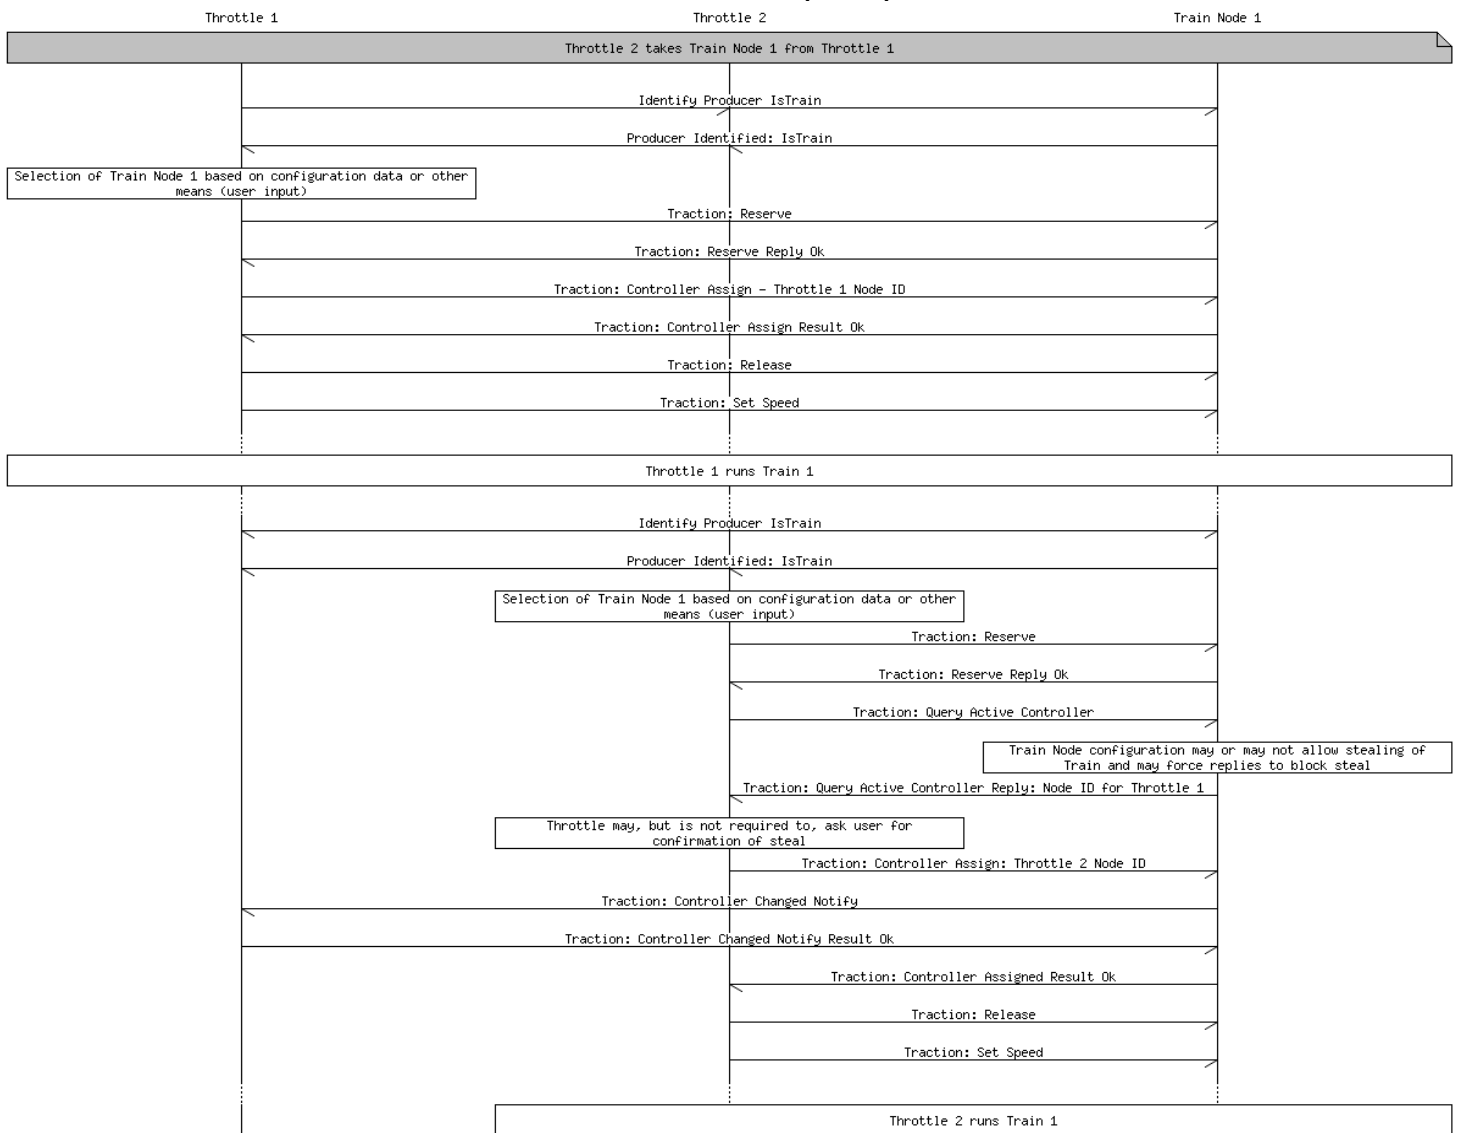 Throttle 1
Throttle 2
Train Node 1
Throttle 2 takes Train Node 1 from Throttle 1
Identify Producer IsTrain
Producer Identified: IsTrain
Selection of Train Node 1 based on configuration data or other
means (user input)
Traction: Reserve
Traction: Reserve Reply Ok
Traction: Controller Assign - Throttle 1 Node ID
Traction: Controller Assign Result Ok
Traction: Release
Traction: Set Speed
Throttle 1 runs Train 1
Identify Producer IsTrain
Producer Identified: IsTrain
Selection of Train Node 1 based on configuration data or other
means (user input)
Traction: Reserve
Traction: Reserve Reply Ok
Traction: Query Active Controller
Train Node configuration may or may not allow stealing of
Train and may force replies to block steal
Traction: Query Active Controller Reply: Node ID for Throttle 1
Throttle may, but is not required to, ask user for
confirmation of steal
Traction: Controller Assign: Throttle 2 Node ID
Traction: Controller Changed Notify
Traction: Controller Changed Notify Result Ok
Traction: Controller Assigned Result Ok
Traction: Release
Traction: Set Speed
Throttle 2 runs Train 1